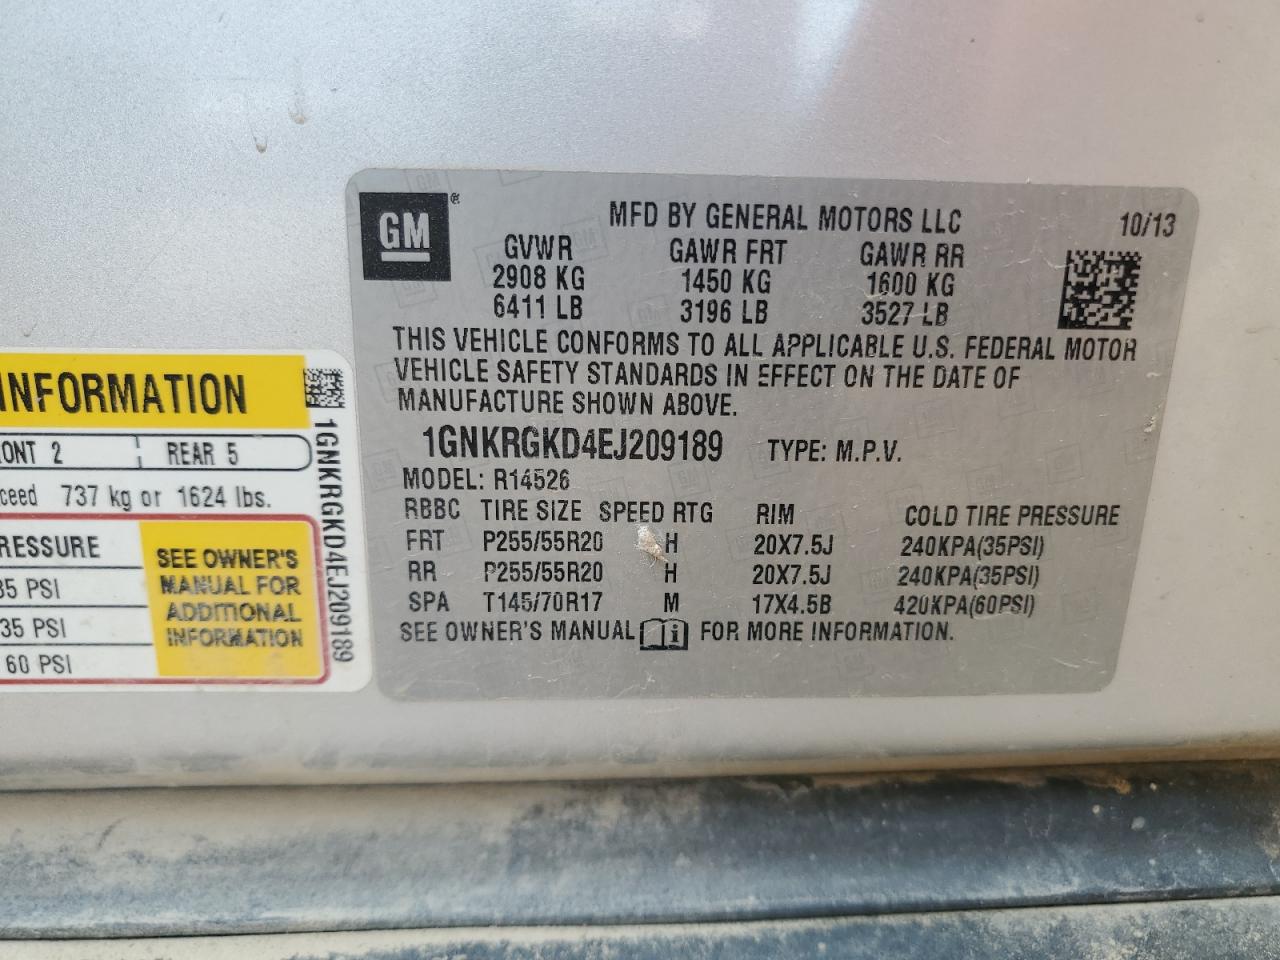 GM®
MFD BY GENERAL MOTORS LLC 10/13
GVWR GAWR FRT GAWR RR
2908 KG 1450 KG 1600 KG
6411 LB 3196 LB 3527 LB
THIS VEHICLE CONFORMS TO ALL APPLICABLE U.S. FEDERAL MOTOR
VEHICLE SAFETY STANDARDS IN EFFECT ON THE DATE OF
MANUFACTURE SHOWN ABOVE.
1GNKRGKD4EJ209189 TYPE: M.P.V.
MODEL: R14526
RBBC TIRE SIZE SPEED RTG RIM COLD TIRE PRESSURE
FRT P255/55R20 H 20X7.5J 240KPA(35PSI)
RR P255/55R20 H 20X7.5J 240KPA(35PSI)
SPA T145/70R17 M 17X4.5B 420KPA(60PSI)
SEE OWNER'S MANUAL i FOR MORE INFORMATION.
INFORMATION
ONT 2 REAR 5
ceed 737 kg or 1624 lbs.
RESSURE
35 PSI
35 PSI
60 PSI
SEE OWNER'S
MANUAL FOR
ADDITIONAL
INFORMATION
1GNKRGKD4EJ209189